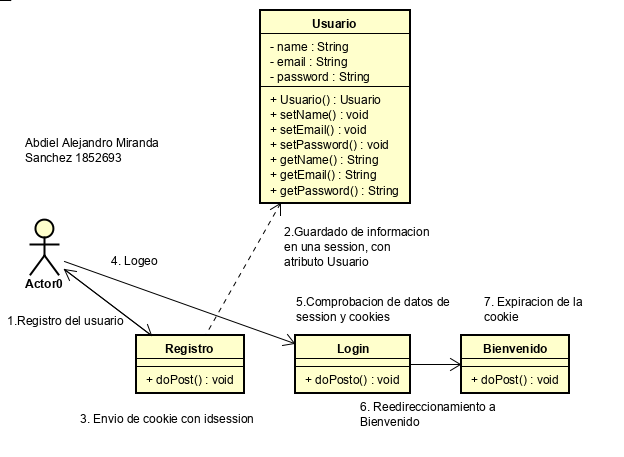 Usuario
- name : String
- email : String
- password : String
+ Usuario() : Usuario
+ setName() : void
+ setEmail() : void
+ setPassword() : void
+ getName() : String
+ getEmail() : String
+ getPassword() : String
Abdiel Alejandro Miranda
Sanchez 1852693
2.Guardado de informacion
en una session, con
atributo Usuario
4. Logeo
Actor0
1.Registro del usuario
5.Comprobacion de datos de
session y cookies
7. Expiracion de la
cookie
Registro
+ doPost() : void
Login
+ doPosto() : void
Bienvenido
+ doPost() : void
3. Envio de cookie con idsession
6. Reedireccionamiento a
Bienvenido